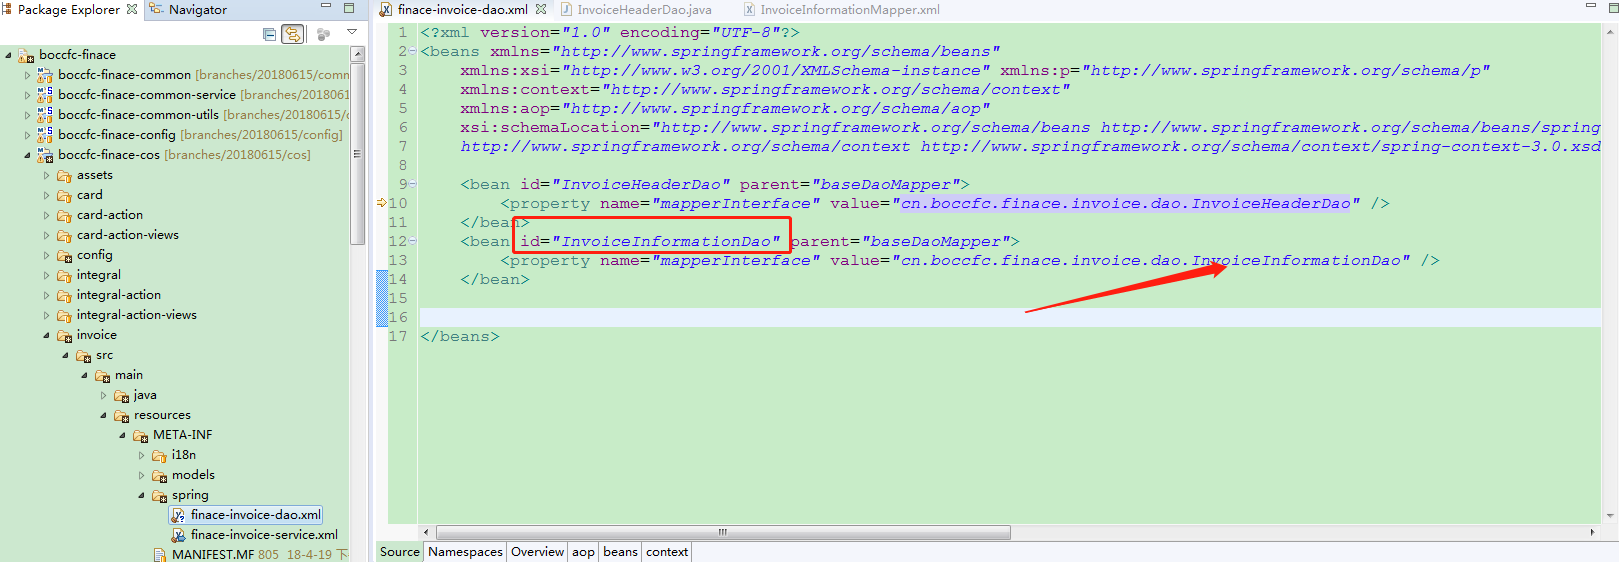 Package Explorer
Navigator
boccfc-finace
boccfc-finace-common [branches/20180615/comm
boccfc-finace-common-service [branches/2018061
boccfc-finace-common-utils [branches/20180615/c
boccfc-finace-config [branches/20180615/config]
boccfc-finace-cos [branches/20180615/cos]
assets
card
card-action
card-action-views
config
integral
integral-action
integral-action-views
invoice
src
main
java
resources
META-INF
i18n
models
spring
finace-invoice-dao.xml
finace-invoice-service.xml
MANIFEST.MF 805 18-4-19 下
finace-invoice-dao.xml
InvoiceHeaderDao.java
InvoiceInformationMapper.xml
1 <?xml version="1.0" encoding="UTF-8"?>
2 <beans xmlns="http://www.springframework.org/schema/beans"
3 xmlns:xsi="http://www.w3.org/2001/XMLSchema-instance" xmlns:p="http://www.springframework.org/schema/p"
4 xmlns:context="http://www.springframework.org/schema/context"
5 xmlns:aop="http://www.springframework.org/schema/aop"
6 xsi:schemaLocation="http://www.springframework.org/schema/beans http://www.springframework.org/schema/beans/spring
7 http://www.springframework.org/schema/context http://www.springframework.org/schema/context/spring-context-3.0.xsd
8
9 <bean id="InvoiceHeaderDao" parent="baseDaoMapper">
10 <property name="mapperInterface" value="cn.boccfc.finace.invoice.dao.InvoiceHeaderDao" />
11 </bean>
12 <bean id="InvoiceInformationDao" parent="baseDaoMapper">
13 <property name="mapperInterface" value="cn.boccfc.finace.invoice.dao.InvoiceInformationDao" />
14 </bean>
15
16
17 </beans>
Source Namespaces Overview aop beans context